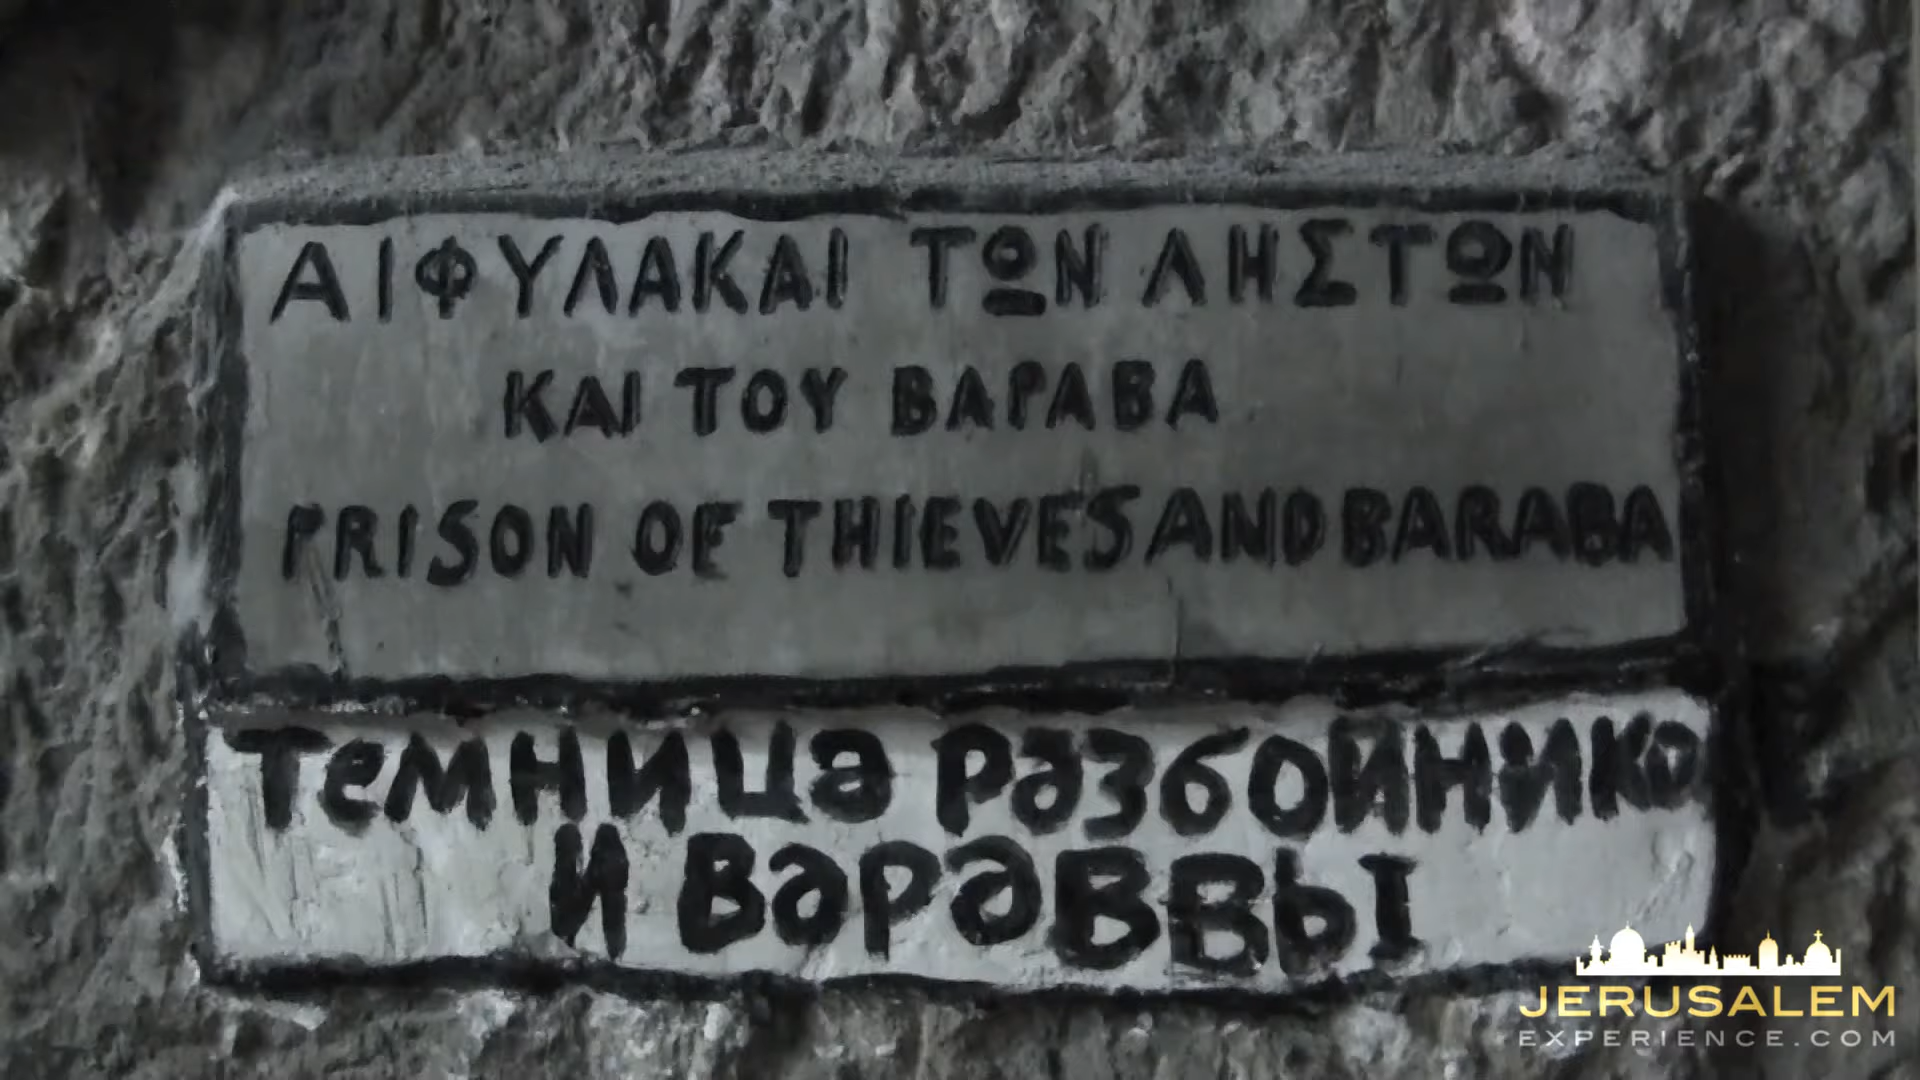 ΑΙ ΦΥΛΑΚΑΙ ΤΩΝ ΛΗΣΤΩΝ
ΚΑΙ ΤΟΥ ΒΑΡΑΒΑ
PRISON OF THIEVES AND BARABA
Темница разбойнико
и Вараввы
JERUSALEM
EXPERIENCE.COM